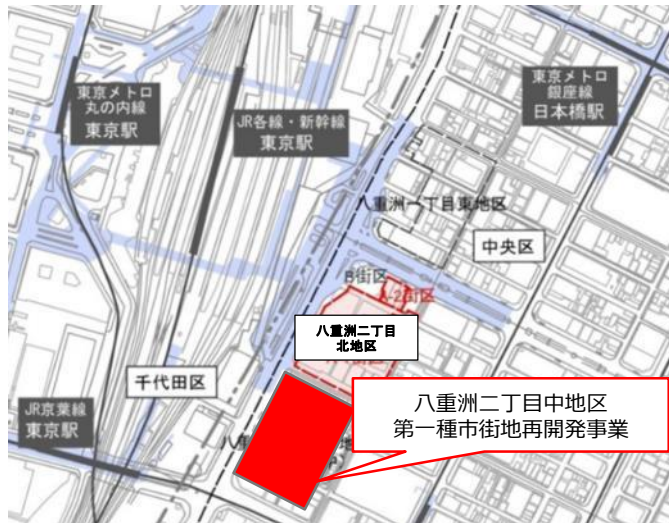 東京メトロ
丸の内線
東京駅
JR各線・新幹線
東京駅
東京メトロ
銀座線
日本橋駅
八重洲一丁目東地区
中央区
B街区
A-2街区
八重洲二丁目
北地区
千代田区
八重洲二丁目中地区
第一種市街地再開発事業
JR京葉線
東京駅